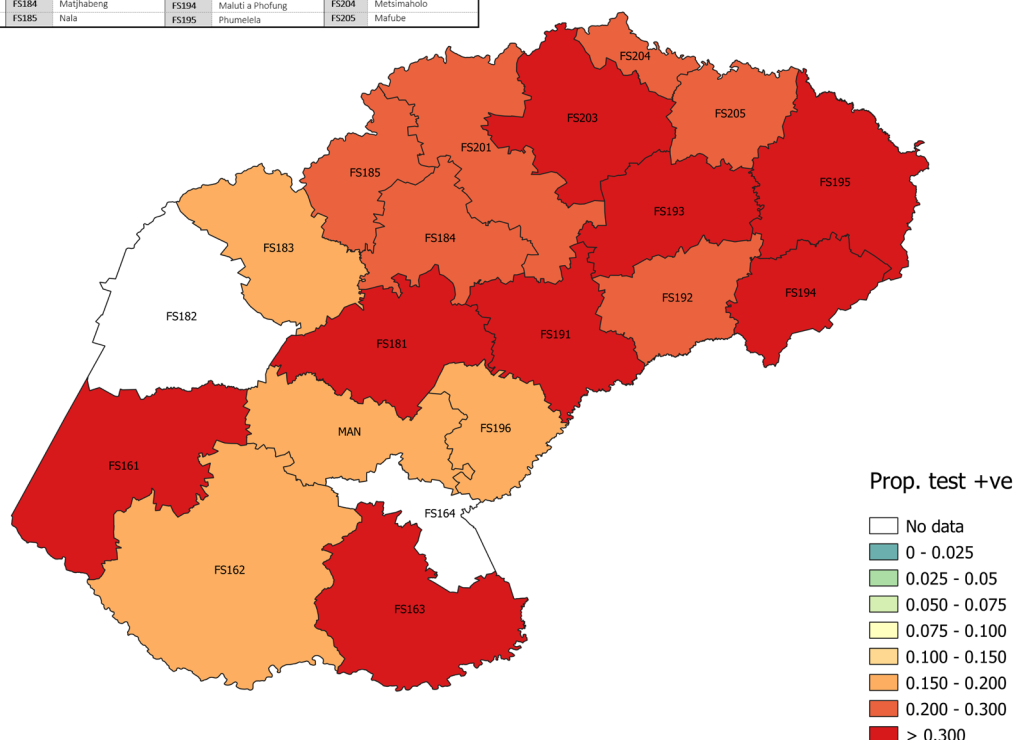 FS184 Matjhabeng FS194 Maluti a Phofung FS204 Metsimaholo
FS185 Nala FS195 Phumelela FS205 Mafube
FS204
FS203
FS205
FS201
FS185
FS195
FS193
FS184
FS183
FS194
FS192
FS182
FS191
FS181
FS196
MAN
FS161
FS164
FS162
FS163
Prop. test +ve
No data
0 - 0.025
0.025 - 0.05
0.050 - 0.075
0.075 - 0.100
0.100 - 0.150
0.150 - 0.200
0.200 - 0.300
> 0.300